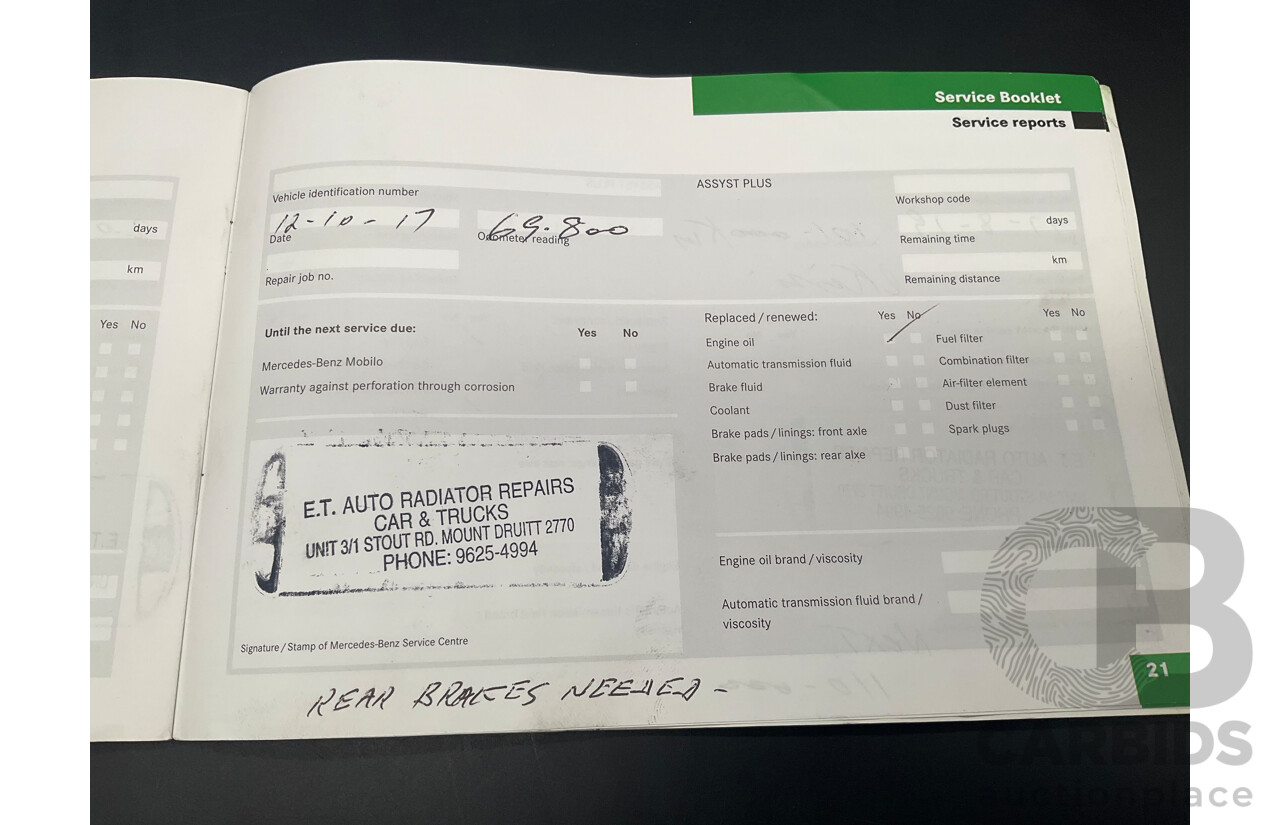 Service Booklet
Service reports
days
km
Yes No
Vehicle identification number
12-10-17
Date
69.800
Odometer reading
Repair job no.
ASSYST PLUS
Workshop code
days
Remaining time
km
Remaining distance
Until the next service due:
Yes No
Mercedes-Benz Mobilo
Warranty against perforation through corrosion
Replaced / renewed:
Yes No
Engine oil
Automatic transmission fluid
Brake fluid
Coolant
Brake pads / linings: front axle
Brake pads / linings: rear alxe
Yes No
Fuel filter
Combination filter
Air-filter element
Dust filter
Spark plugs
E.T. AUTO RADIATOR REPAIRS
CAR & TRUCKS
UNIT 3/1 STOUT RD. MOUNT DRUITT 2770
PHONE: 9625-4994
Signature / Stamp of Mercedes-Benz Service Centre
Engine oil brand / viscosity
Automatic transmission fluid brand /
viscosity
REAR BRAKES NEEDED -
21
CARBIDS
auctionplace